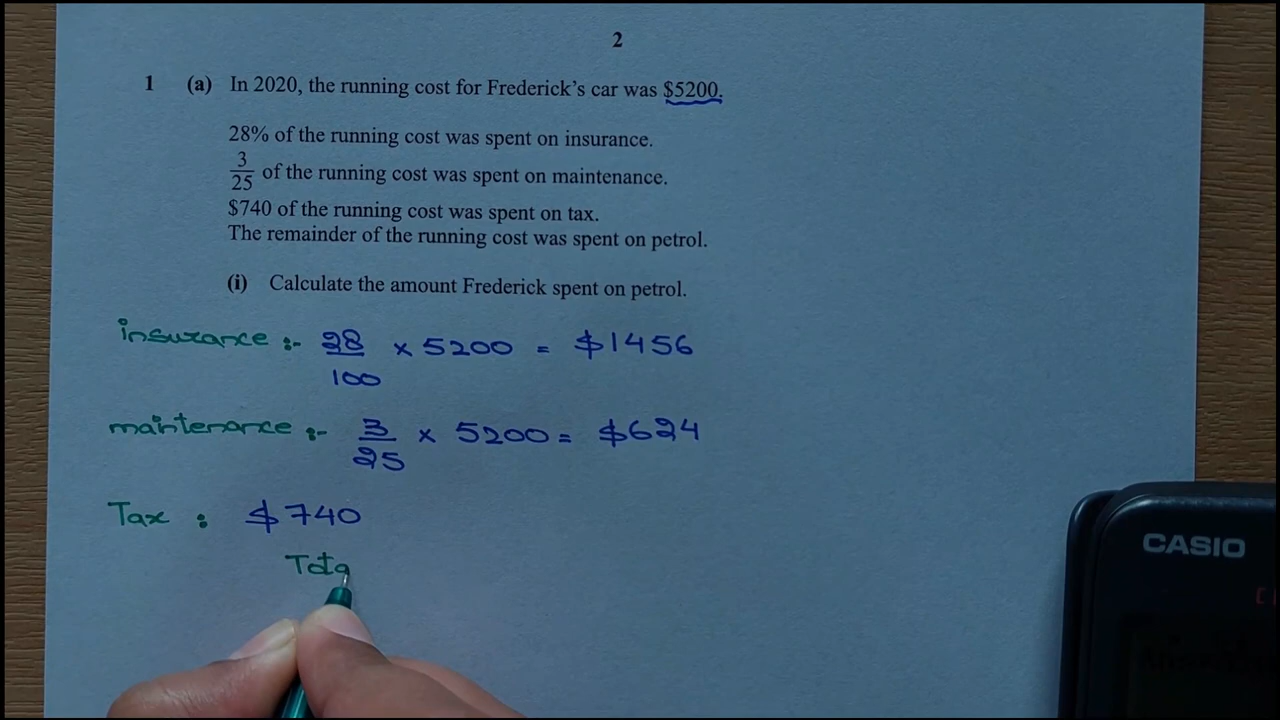 2
1 (a) In 2020, the running cost for Frederick's car was $5200.
28% of the running cost was spent on insurance.
3/25 of the running cost was spent on maintenance.
$740 of the running cost was spent on tax.
The remainder of the running cost was spent on petrol.
(i) Calculate the amount Frederick spent on petrol.
insurance :- 28/100 × 5200 = $1456
maintenance :- 3/25 × 5200 = $624
Tax : $740
Tota
CASIO